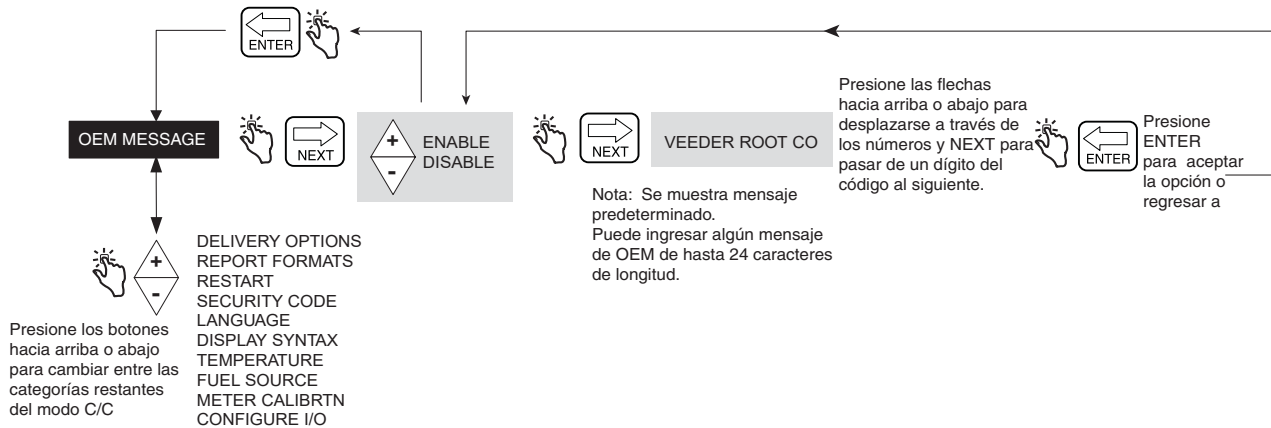 ENTER
OEM MESSAGE
NEXT
+
-
ENABLE
DISABLE
NEXT
VEEDER ROOT CO
Nota: Se muestra mensaje
predeterminado.
Puede ingresar algún mensaje
de OEM de hasta 24 caracteres
de longitud.
Presione las flechas
hacia arriba o abajo para
desplazarse a través de
los números y NEXT para
pasar de un dígito del
código al siguiente.
ENTER
Presione
ENTER
para aceptar
la opción o
regresar a
+
-
DELIVERY OPTIONS
REPORT FORMATS
RESTART
SECURITY CODE
LANGUAGE
DISPLAY SYNTAX
TEMPERATURE
FUEL SOURCE
METER CALIBRTN
CONFIGURE I/O
Presione los botones
hacia arriba o abajo
para cambiar entre las
categorías restantes
del modo C/C